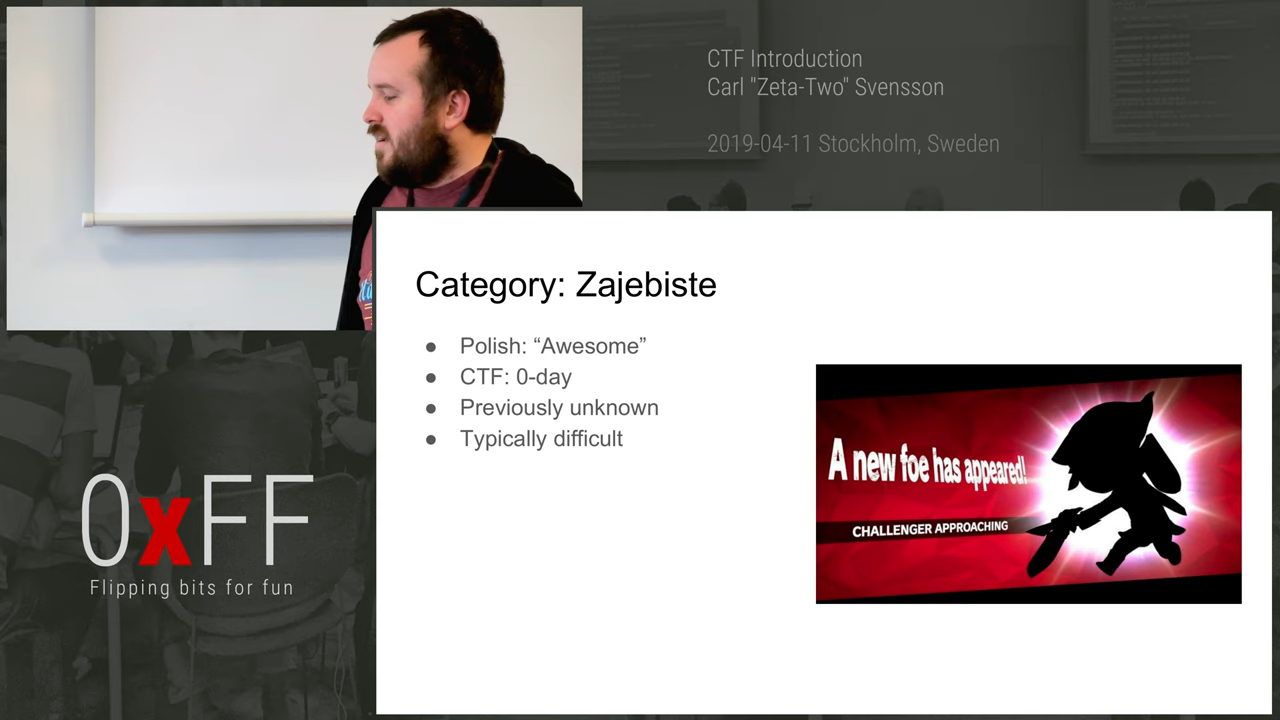 CTF Introduction
Carl "Zeta-Two" Svensson
2019-04-11 Stockholm, Sweden
Category: Zajebiste
● Polish: “Awesome”
● CTF: 0-day
● Previously unknown
● Typically difficult
A new foe has appeared!
CHALLENGER APPROACHING
0xFF
Flipping bits for fun